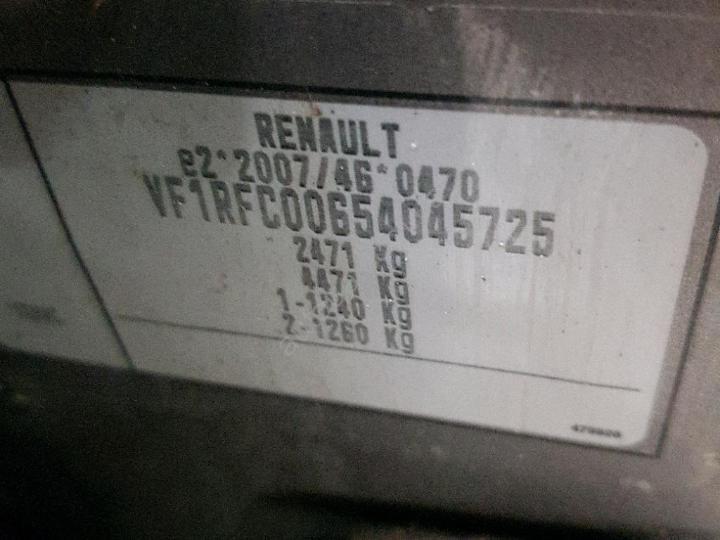 RENAULT
e2*2007/46*0470
VF1RFC00654045725
2471 Kg
4471 Kg
1-1240 Kg
2-1260 Kg